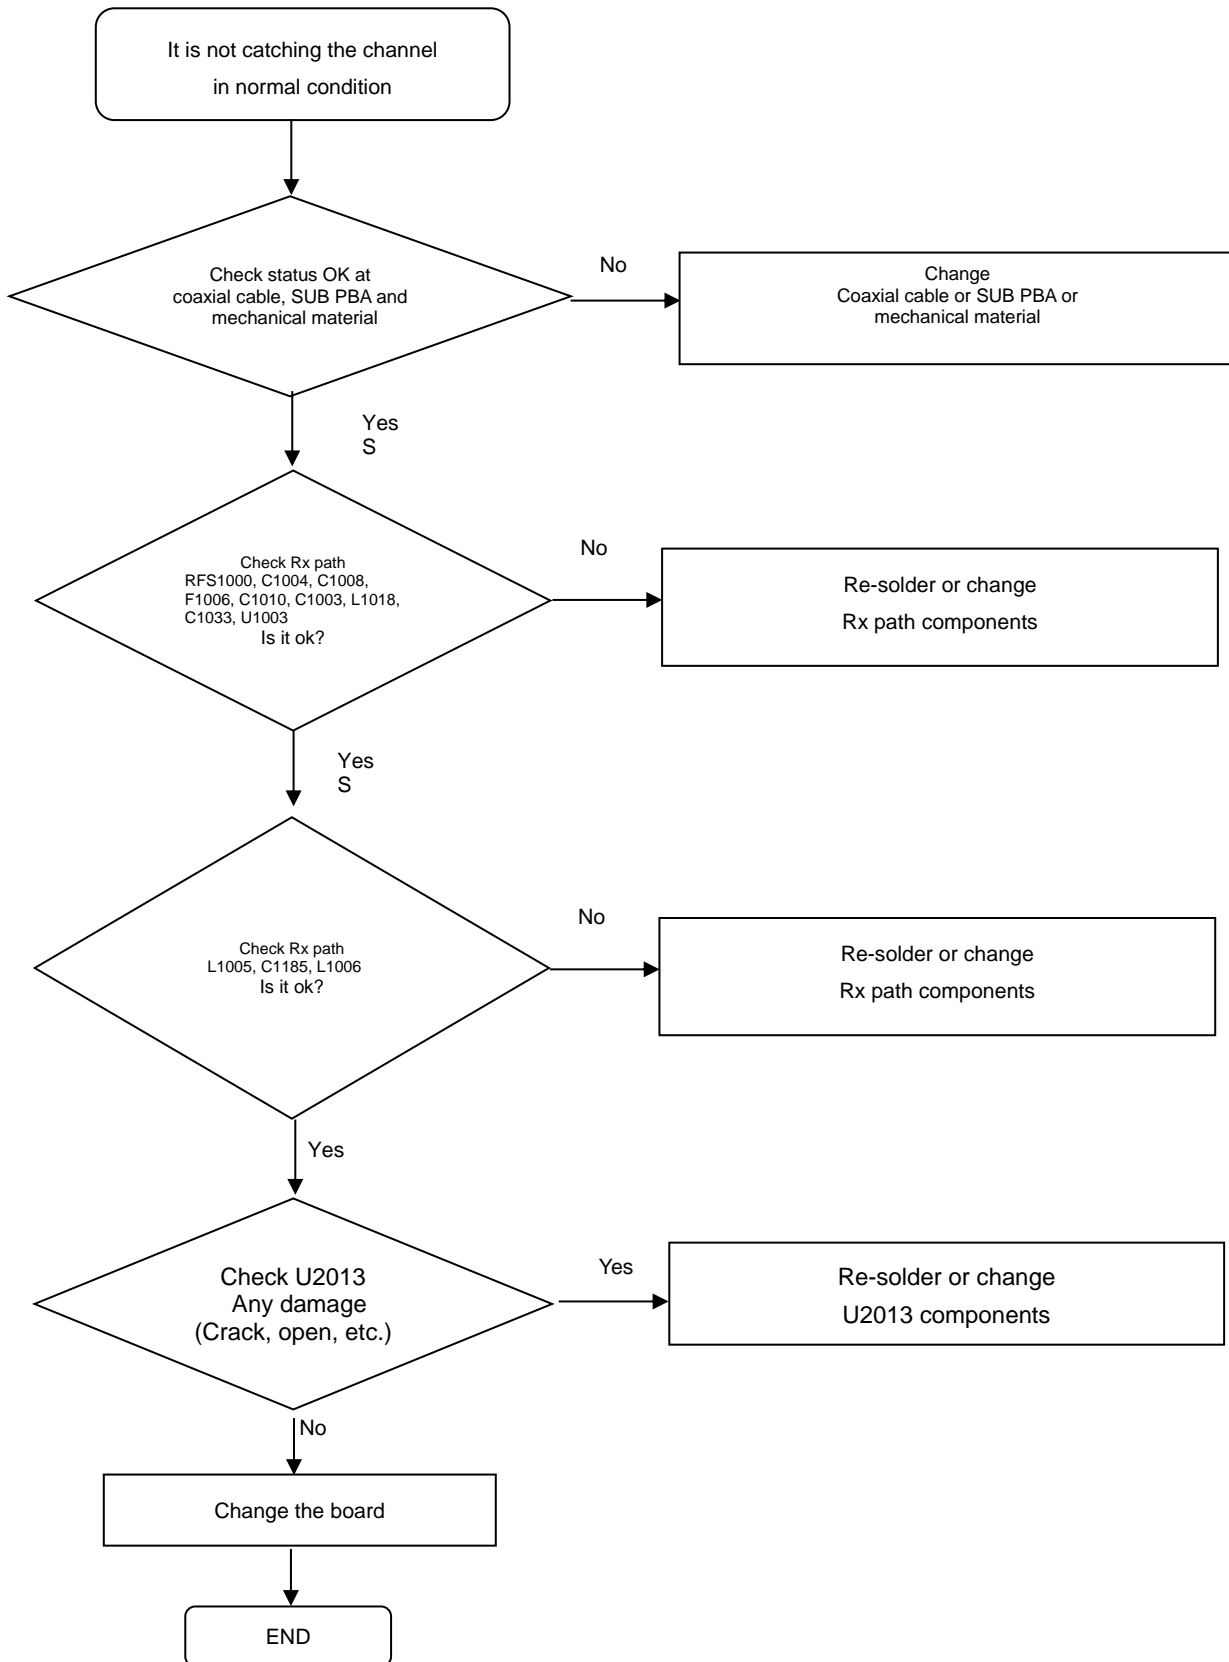 It is not catching the channel
in normal condition
Check status OK at
coaxial cable, SUB PBA and
mechanical material
No
Change
Coaxial cable or SUB PBA or
mechanical material
Yes
S
Check Rx path
RFS1000, C1004, C1008,
F1006, C1010, C1003, L1018,
C1033, U1003
Is it ok?
No
Re-solder or change
Rx path components
Yes
S
Check Rx path
L1005, C1185, L1006
Is it ok?
No
Re-solder or change
Rx path components
Yes
Check U2013
Any damage
(Crack, open, etc.)
Yes
Re-solder or change
U2013 components
No
Change the board
END